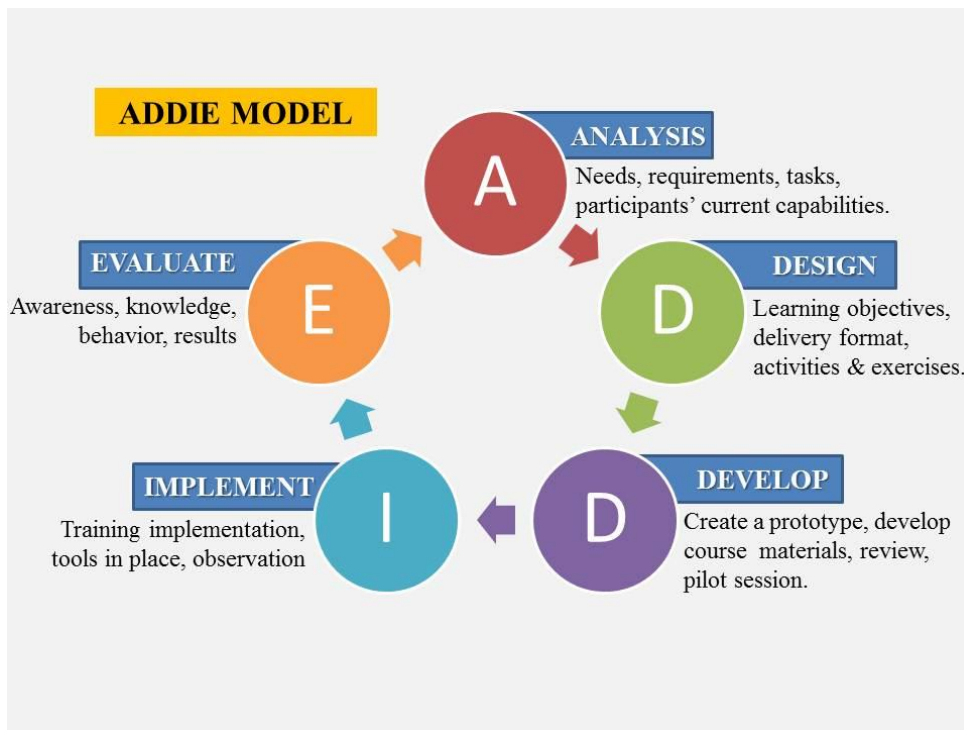 ADDIE MODEL
A
ANALYSIS
Needs, requirements, tasks,
participants’ current capabilities.
D
DESIGN
Learning objectives,
delivery format,
activities & exercises.
D
DEVELOP
Create a prototype, develop
course materials, review,
pilot session.
I
IMPLEMENT
Training implementation,
tools in place, observation
E
EVALUATE
Awareness, knowledge,
behavior, results